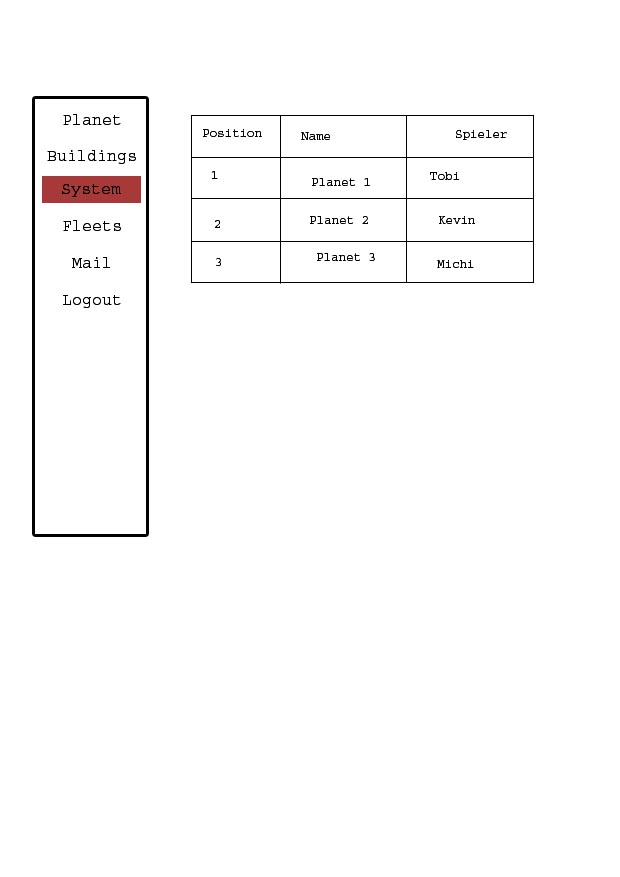 Planet
Buildings
System
Fleets
Mail
Logout
Position Name Spieler
1 Planet 1 Tobi
2 Planet 2 Kevin
3 Planet 3 Michi